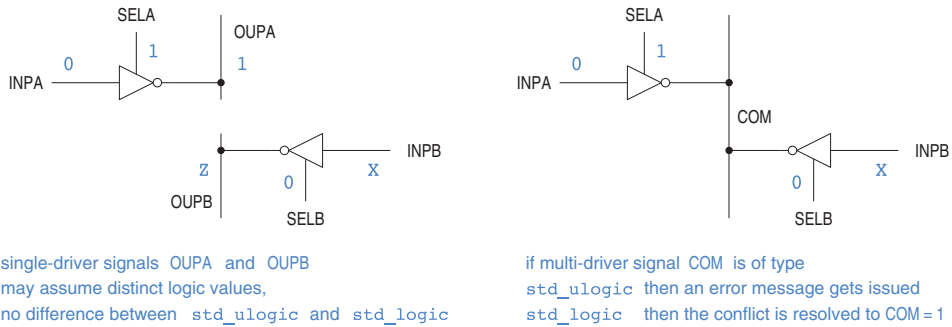 SELA
OUPA
0
1
1
INPA
INPB
Z
0
X
OUPB
SELB
SELA
0
1
INPA
COM
INPB
0
X
SELB
single-driver signals OUPA and OUPB
may assume distinct logic values,
no difference between std_ulogic and std_logic
if multi-driver signal COM is of type
std_ulogic then an error message gets issued
std_logic then the conflict is resolved to COM = 1